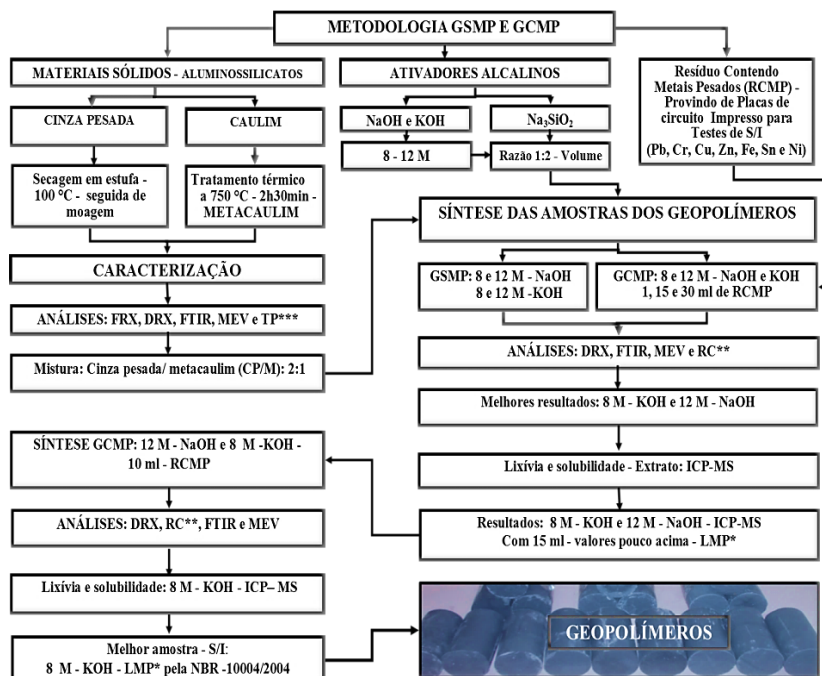 METODOLOGIA GSMP E GCMP
MATERIAIS SÓLIDOS - ALUMINOSSILICATOS
CINZA PESADA
CAULIM
Secagem em estufa -
100 °C - seguida de
moagem
Tratamento térmico
a 750 °C - 2h30min -
METACAULIM
CARACTERIZAÇÃO
ANÁLISES: FRX, DRX, FTIR, MEV e TP***
Mistura: Cinza pesada/ metacaulim (CP/M): 2:1
ATIVADORES ALCALINOS
NaOH e KOH
Na₃SiO₂
8 - 12 M
Razão 1:2 - Volume
Resíduo Contendo
Metais Pesados (RCMP) -
Provindo de Placas de
circuito Impresso para
Testes de S/I
(Pb, Cr, Cu, Zn, Fe, Sn e Ni)
SÍNTESE DAS AMOSTRAS DOS GEOPOLÍMEROS
GSMP: 8 e 12 M - NaOH
8 e 12 M -KOH
GCMP: 8 e 12 M - NaOH e KOH
1, 15 e 30 ml de RCMP
ANÁLISES: DRX, FTIR, MEV e RC**
Melhores resultados: 8 M - KOH e 12 M - NaOH
Lixívia e solubilidade - Extrato: ICP-MS
Resultados: 8 M - KOH e 12 M - NaOH - ICP-MS
Com 15 ml - valores pouco acima - LMP*
SÍNTESE GCMP: 12 M - NaOH e 8 M -KOH -
10 ml - RCMP
ANÁLISES: DRX, RC**, FTIR e MEV
Lixívia e solubilidade: 8 M - KOH - ICP– MS
Melhor amostra - S/I:
8 M - KOH - LMP* pela NBR -10004/2004
GEOPOLÍMEROS